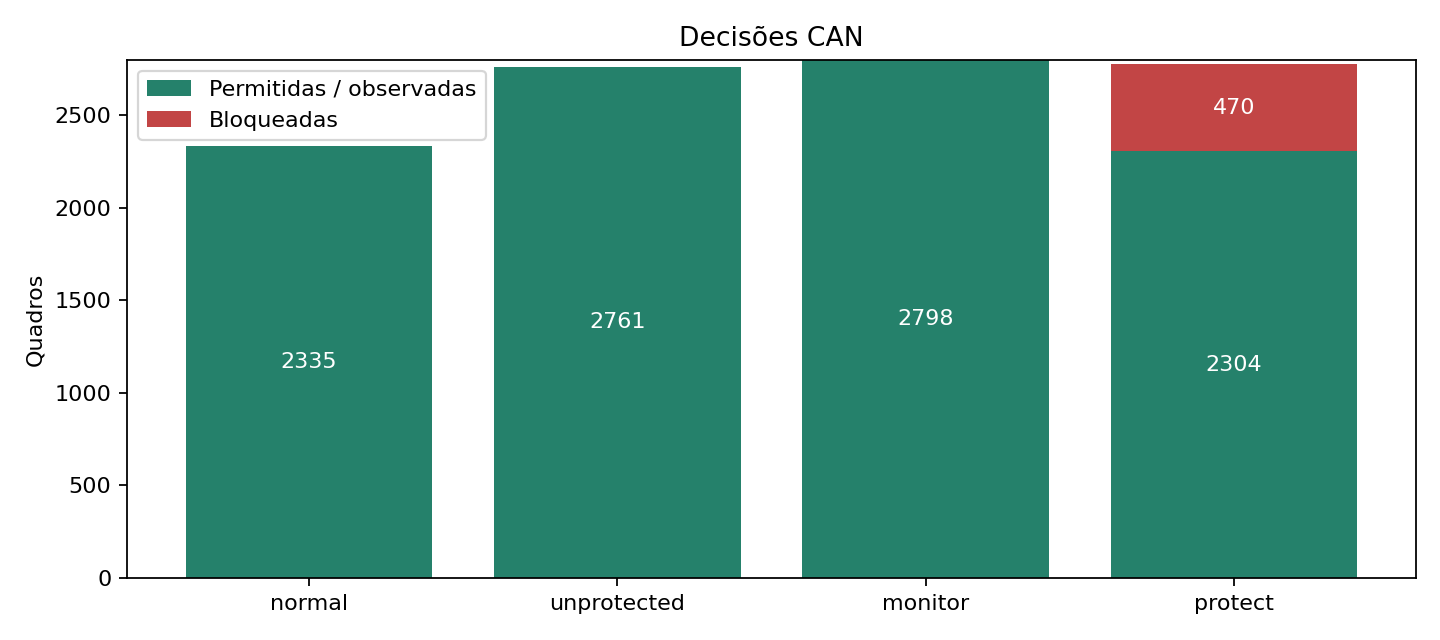 Decisões CAN
Permitidas / observadas
Bloqueadas
Quadros
2500
2000
1500
1000
500
0
2335
2761
2798
470
2304
normal
unprotected
monitor
protect